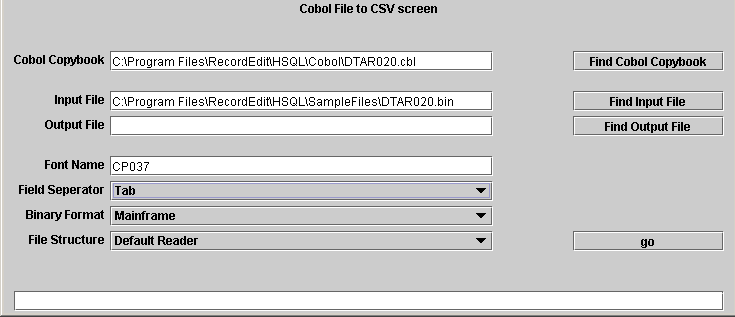 Cobol File to CSV screen
Cobol Copybook C:\Program Files\RecordEdit\HSQL\Cobol\DTAR020.cbl Find Cobol Copybook
Input File C:\Program Files\RecordEdit\HSQL\SampleFiles\DTAR020.bin Find Input File
Output File Find Output File
Font Name CP037
Field Seperator Tab
Binary Format Mainframe
File Structure Default Reader go